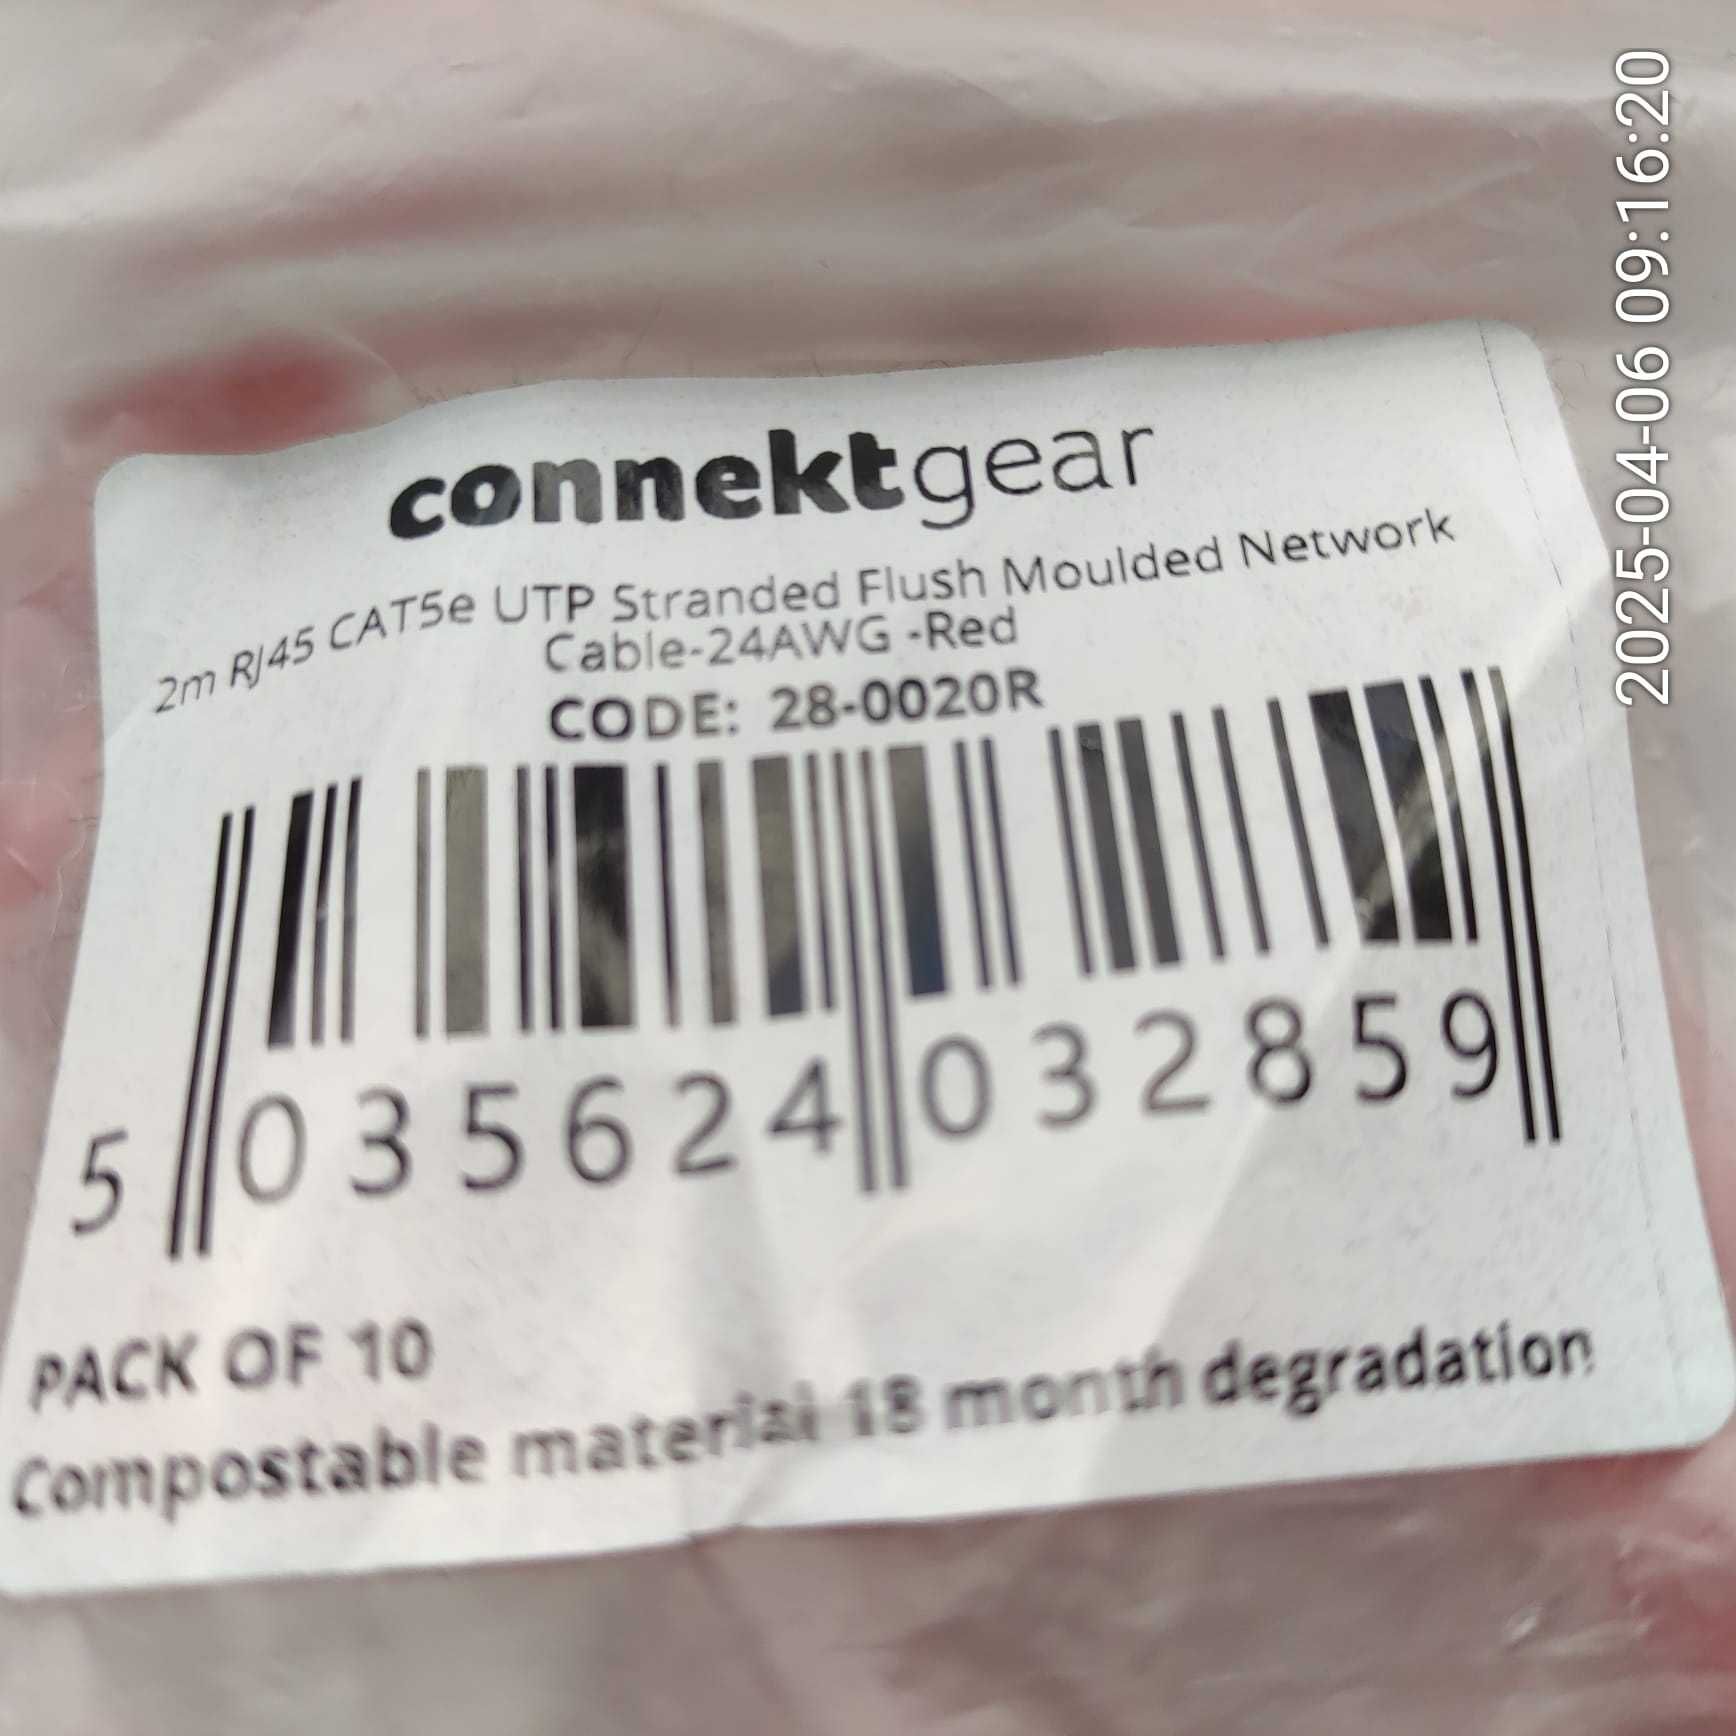 connektgear
2m RJ45 CAT5e UTP Stranded Flush Moulded Network
Cable-24AWG -Red
CODE: 28-0020R
5 035624 032859
PACK OF 10
Compostable material 18 month degradation
2025-04-06 09:16:20